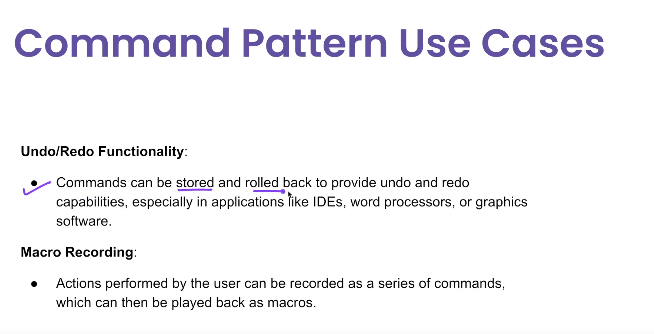 Command Pattern Use Cases
Undo/Redo Functionality:
● Commands can be stored and rolled back to provide undo and redo
capabilities, especially in applications like IDEs, word processors, or graphics
software.
Macro Recording:
● Actions performed by the user can be recorded as a series of commands,
which can then be played back as macros.